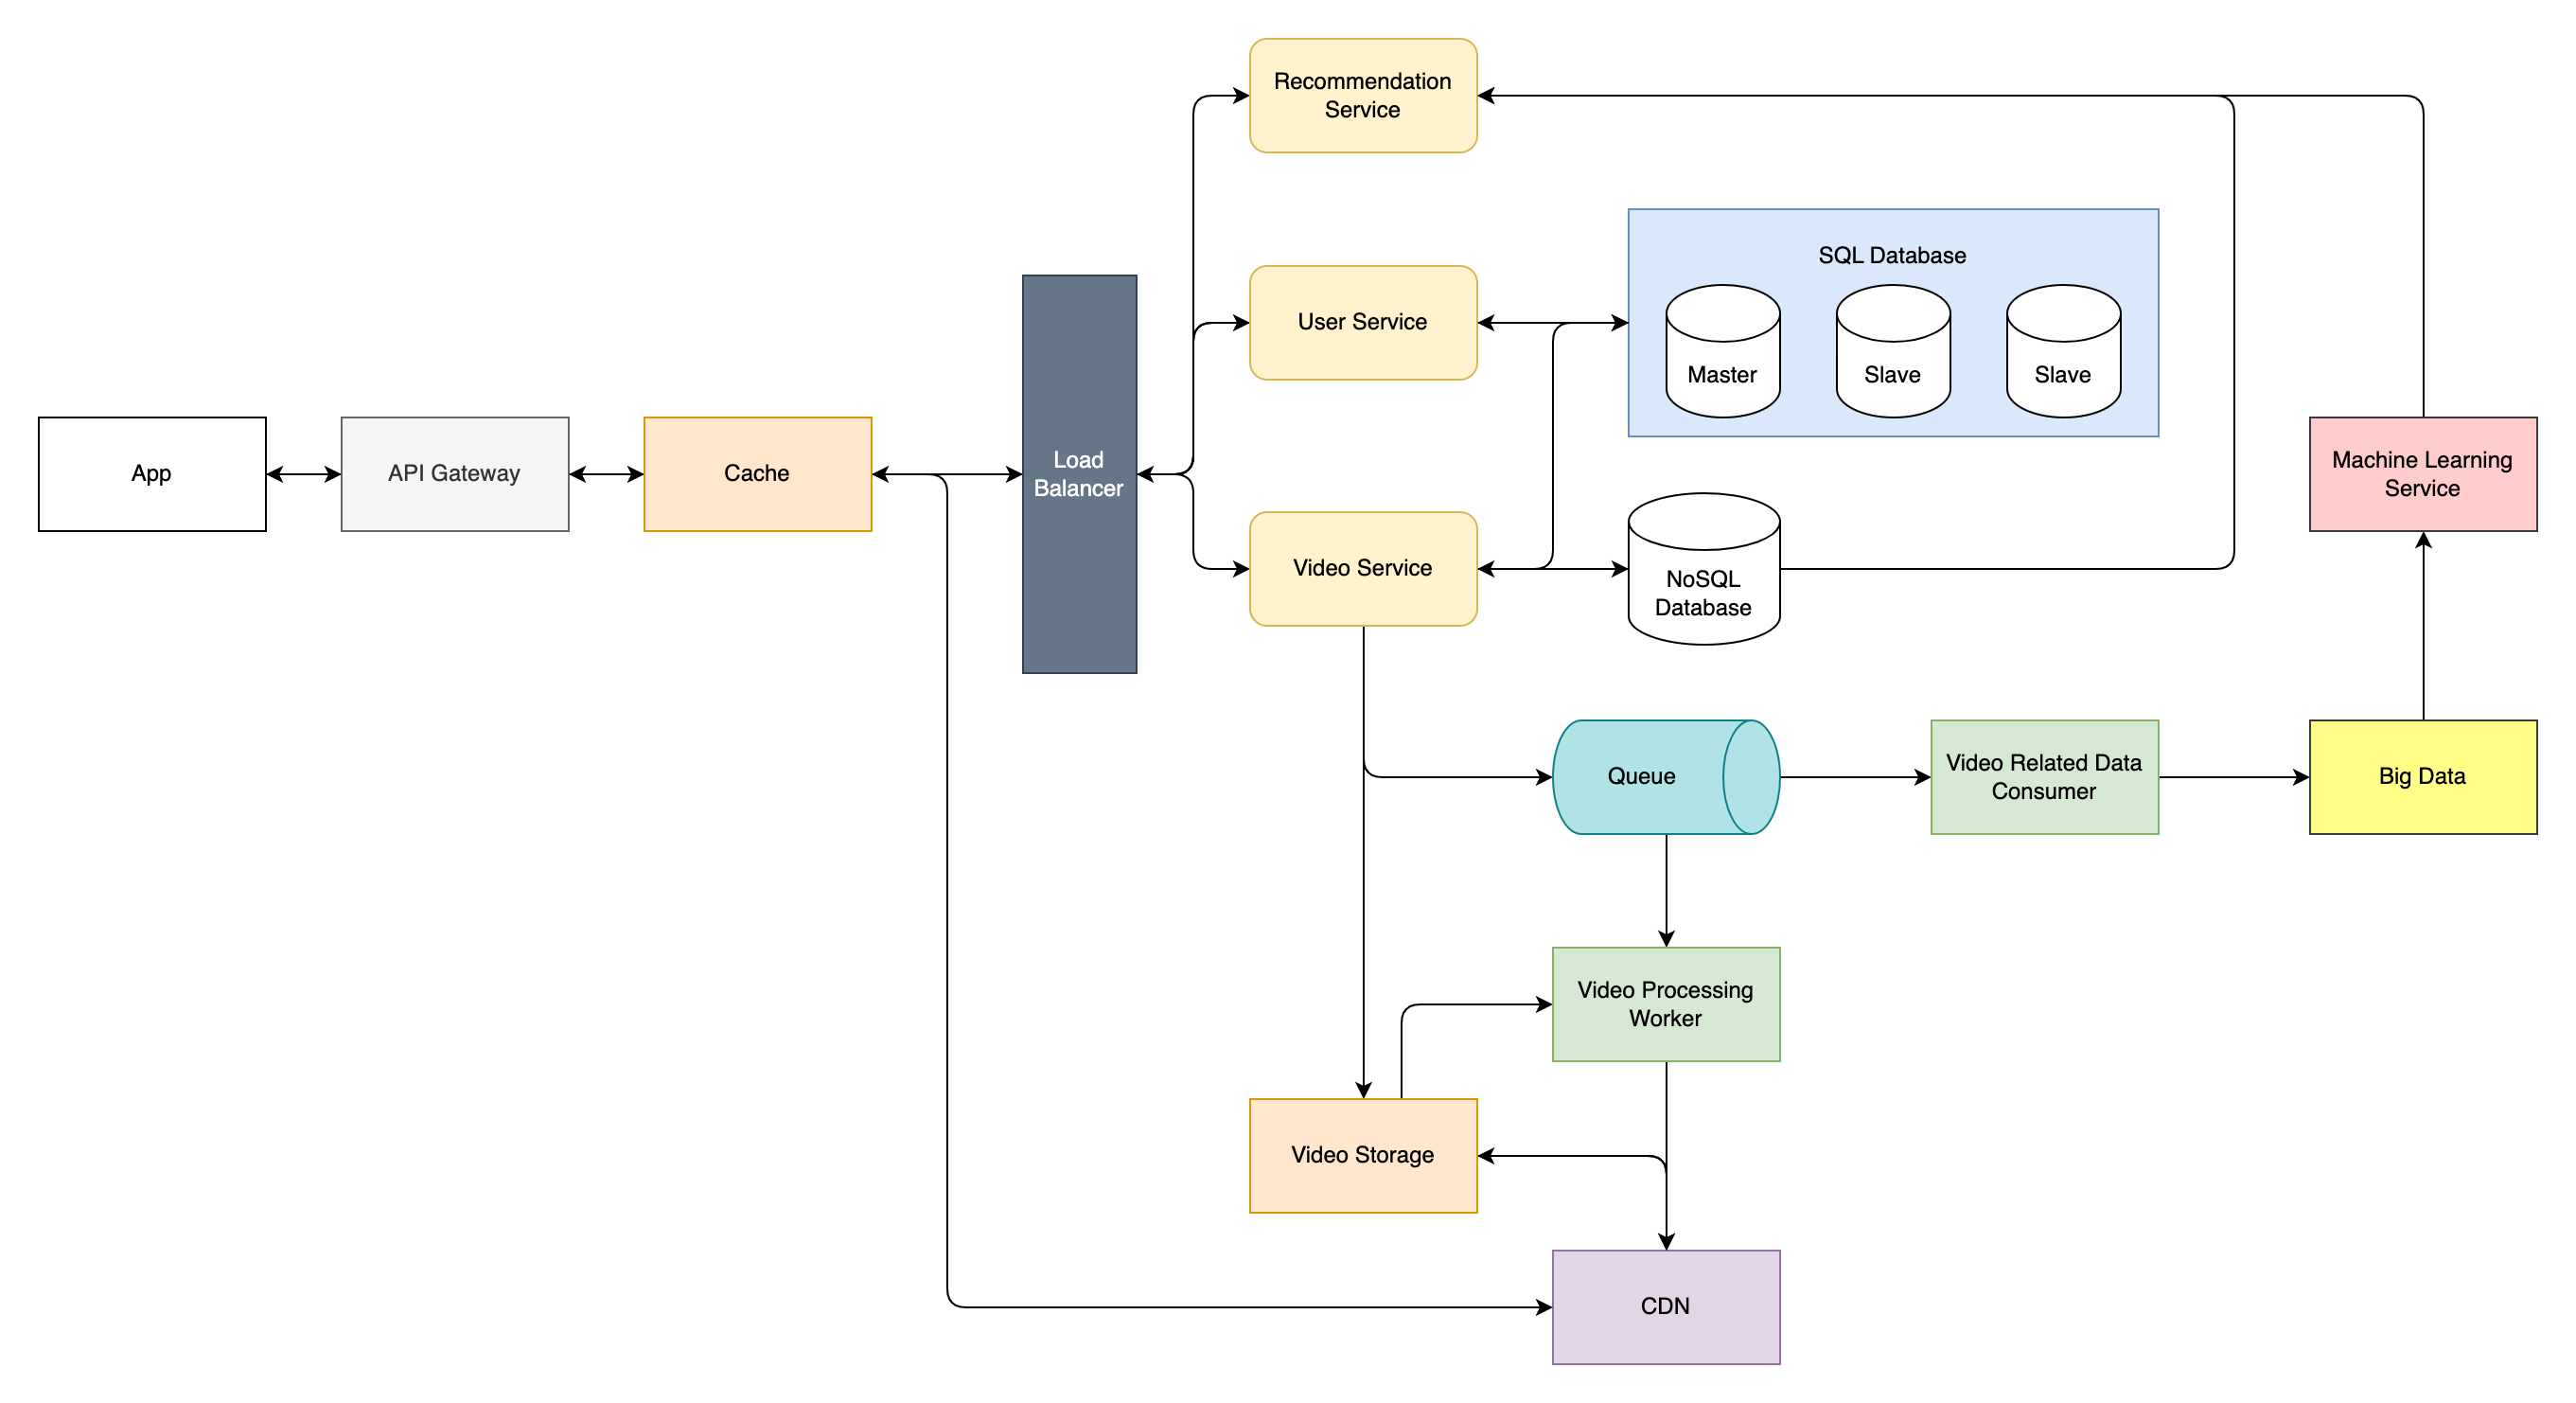 Recommendation
Service
SQL Database
User Service
Master
Slave
Slave
App
API Gateway
Cache
Load
Balancer
Machine Learning
Service
Video Service
NoSQL
Database
Queue
Video Related Data
Consumer
Big Data
Video Processing
Worker
Video Storage
CDN